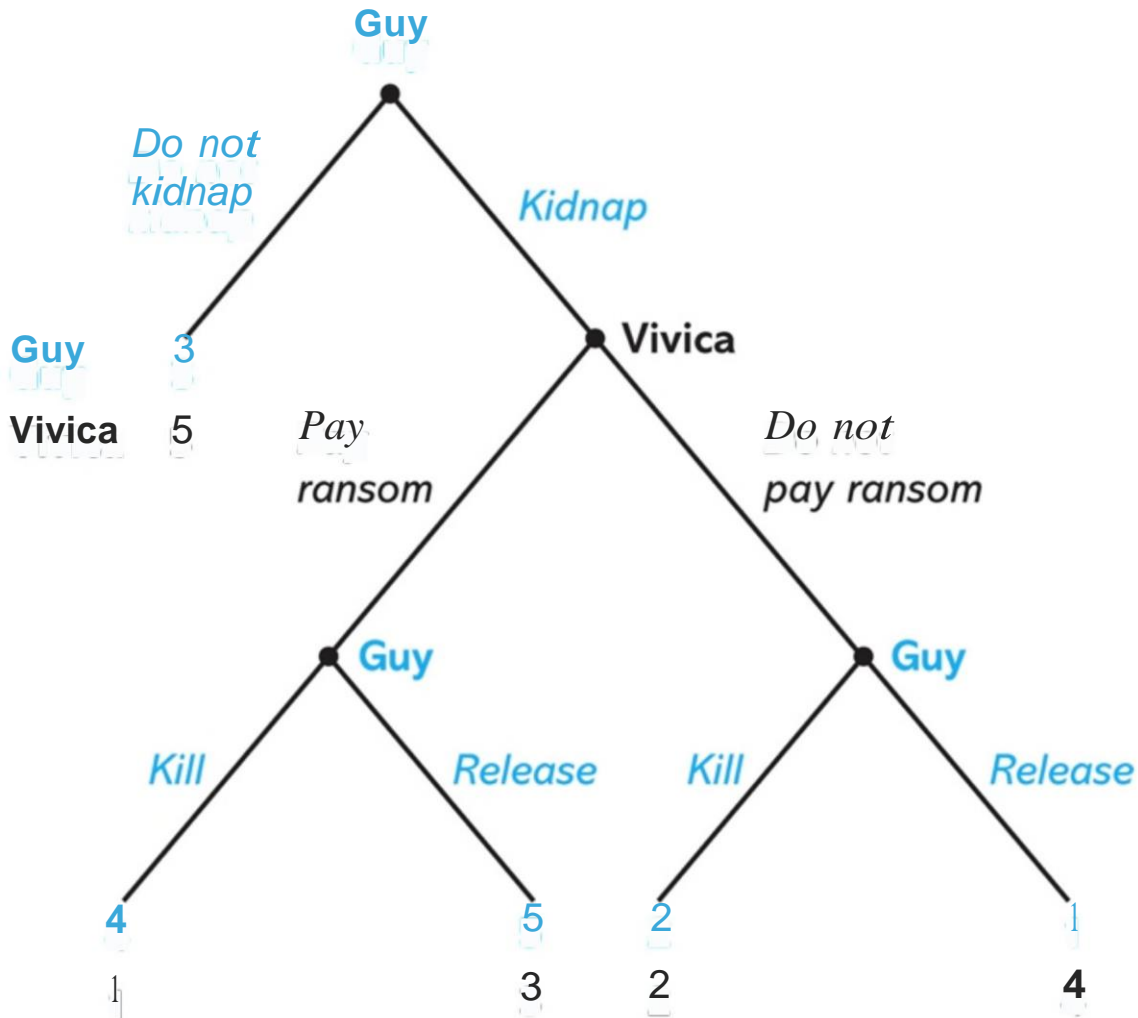 Guy
Do not
kidnap
Kidnap
Guy 3
Vivica
Vivica 5
Pay
ransom
Do not
pay ransom
Guy
Guy
Kill
Release
Kill
Release
4 5 2 1
1 3 2 4